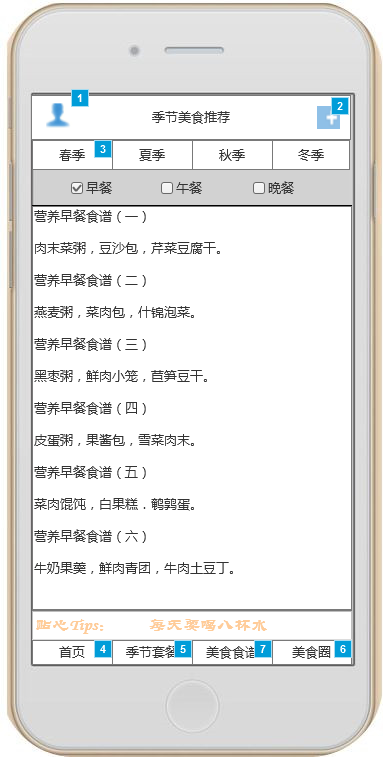 1
季节美食推荐
2
春季 3 夏季 秋季 冬季
早餐 午餐 晚餐
营养早餐食谱（一）
肉末菜粥，豆沙包，芹菜豆腐干。
营养早餐食谱（二）
燕麦粥，菜肉包，什锦泡菜。
营养早餐食谱（三）
黑枣粥，鲜肉小笼，苣笋豆干。
营养早餐食谱（四）
皮蛋粥，果酱包，雪菜肉末。
营养早餐食谱（五）
菜肉馄饨，白果糕．鹌鹑蛋。
营养早餐食谱（六）
牛奶果羹，鲜肉青团，牛肉土豆丁。
贴心Tips： 每天要喝八杯水
首页 4 季节套餐 5 美食食谱 7 美食圈 6